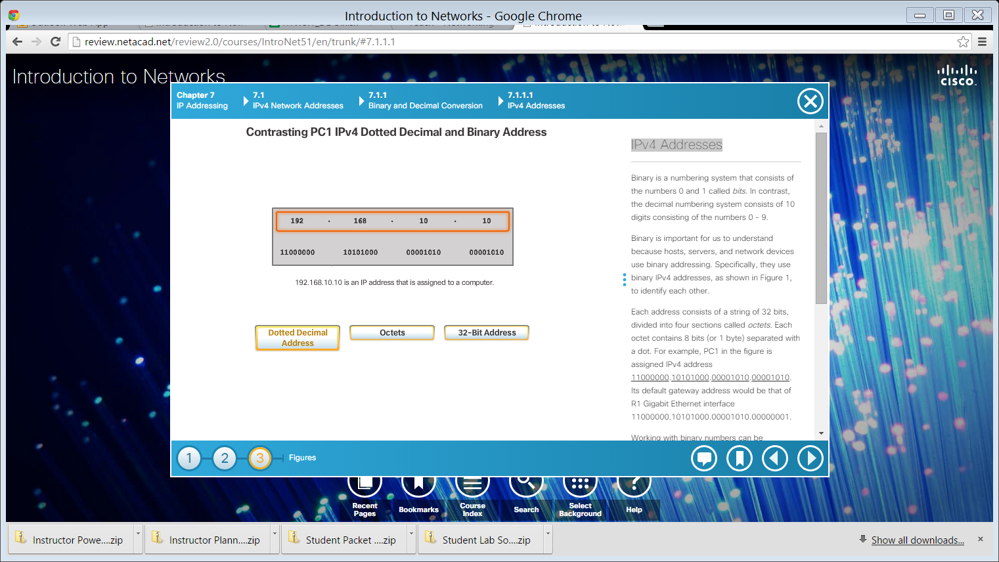 Introduction to Networks - Google Chrome
review.netacad.net/review2.0/courses/IntroNet51/en/trunk/#7.1.1.1
Introduction to Networks
CISCO.
Chapter 7
IP Addressing
7.1
IPv4 Network Addresses
7.1.1
Binary and Decimal Conversion
7.1.1.1
IPv4 Addresses
Contrasting PC1 IPv4 Dotted Decimal and Binary Address
192 . 168 . 10 . 10
11000000 10101000 00001010 00001010
192.168.10.10 is an IP address that is assigned to a computer.
Dotted Decimal
Address
Octets
32-Bit Address
IPv4 Addresses
Binary is a numbering system that consists of
the numbers 0 and 1 called bits. In contrast,
the decimal numbering system consists of 10
digits consisting of the numbers 0 – 9.
Binary is important for us to understand
because hosts, servers, and network devices
use binary addressing. Specifically, they use
binary IPv4 addresses, as shown in Figure 1,
to identify each other.
Each address consists of a string of 32 bits,
divided into four sections called octets. Each
octet contains 8 bits (or 1 byte) separated with
a dot. For example, PC1 in the figure is
assigned IPv4 address
11000000.10101000.00001010.00001010.
Its default gateway address would be that of
R1 Gigabit Ethernet interface
11000000.10101000.00001010.00000001.
Working with binary numbers can be
1 2 3 Figures
Recent
Pages
Bookmarks
Course
Index
Search
Select
Background
Help
Instructor Powe....zip
Instructor Plann....zip
Student Packet ....zip
Student Lab So....zip
Show all downloads...